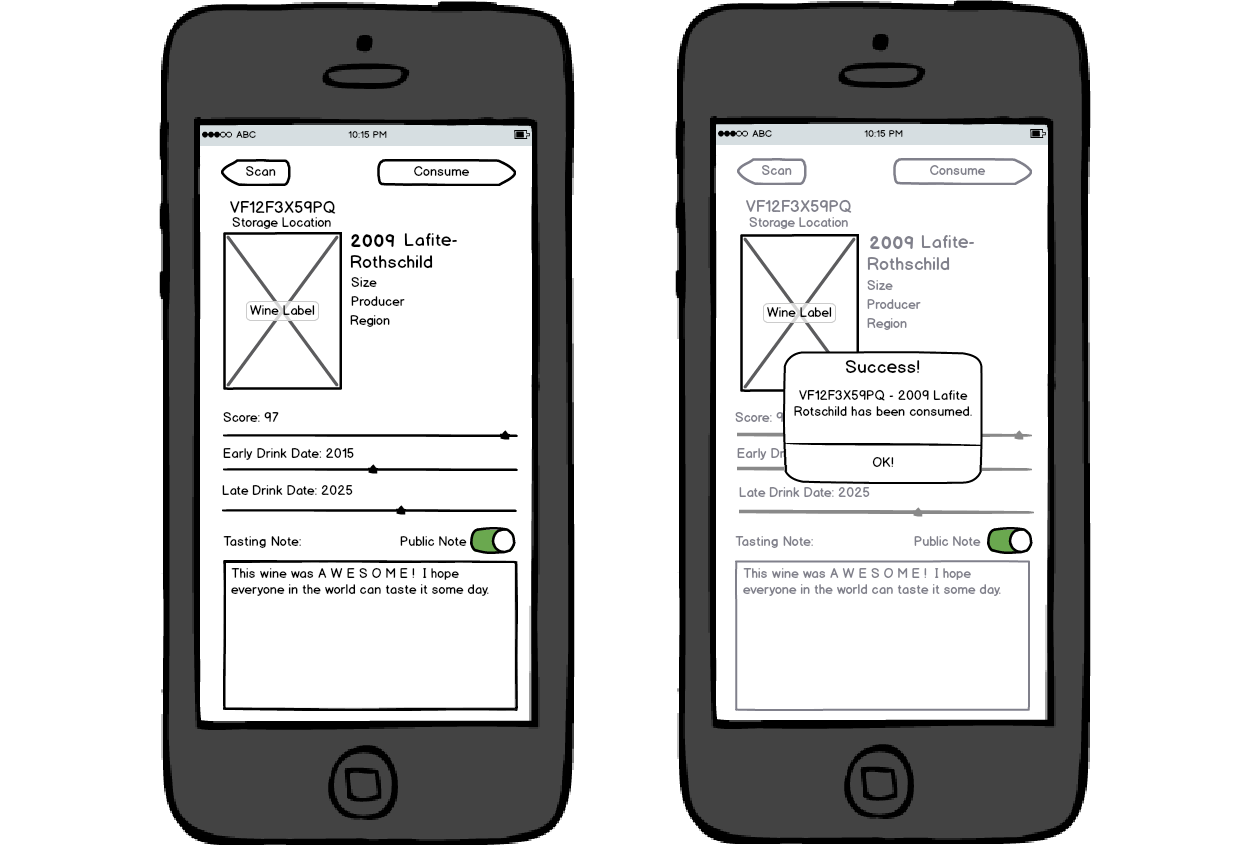 ABC 10:15 PM
Scan Consume
VF12F3X59PQ
Storage Location
2009 Lafite-
Rothschild
Size
Producer
Region
Wine Label
Score: 97
Early Drink Date: 2015
Late Drink Date: 2025
Tasting Note: Public Note
This wine was A W E S O M E ! I hope
everyone in the world can taste it some day.
ABC 10:15 PM
Scan Consume
VF12F3X59PQ
Storage Location
2009 Lafite-
Rothschild
Size
Producer
Region
Wine Label
Success!
VF12F3X59PQ - 2009 Lafite
Rotschild has been consumed.
OK!
Score: 9
Early Dr
Late Drink Date: 2025
Tasting Note: Public Note
This wine was A W E S O M E ! I hope
everyone in the world can taste it some day.